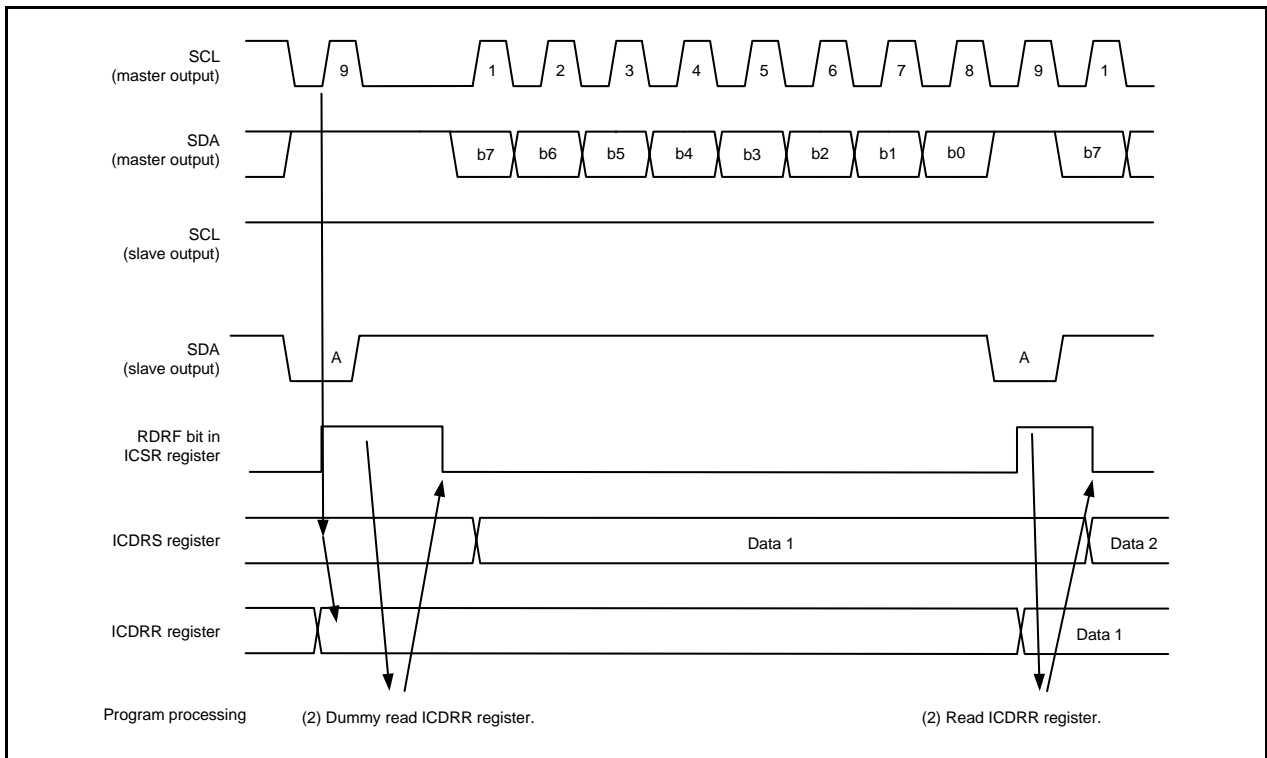 SCL
(master output)
9 1 2 3 4 5 6 7 8 9 1
SDA
(master output)
b7 b6 b5 b4 b3 b2 b1 b0 b7
SCL
(slave output)
SDA
(slave output)
A A
RDRF bit in
ICSR register
ICDRS register
Data 1 Data 2
ICDRR register
Data 1
Program processing (2) Dummy read ICDRR register. (2) Read ICDRR register.